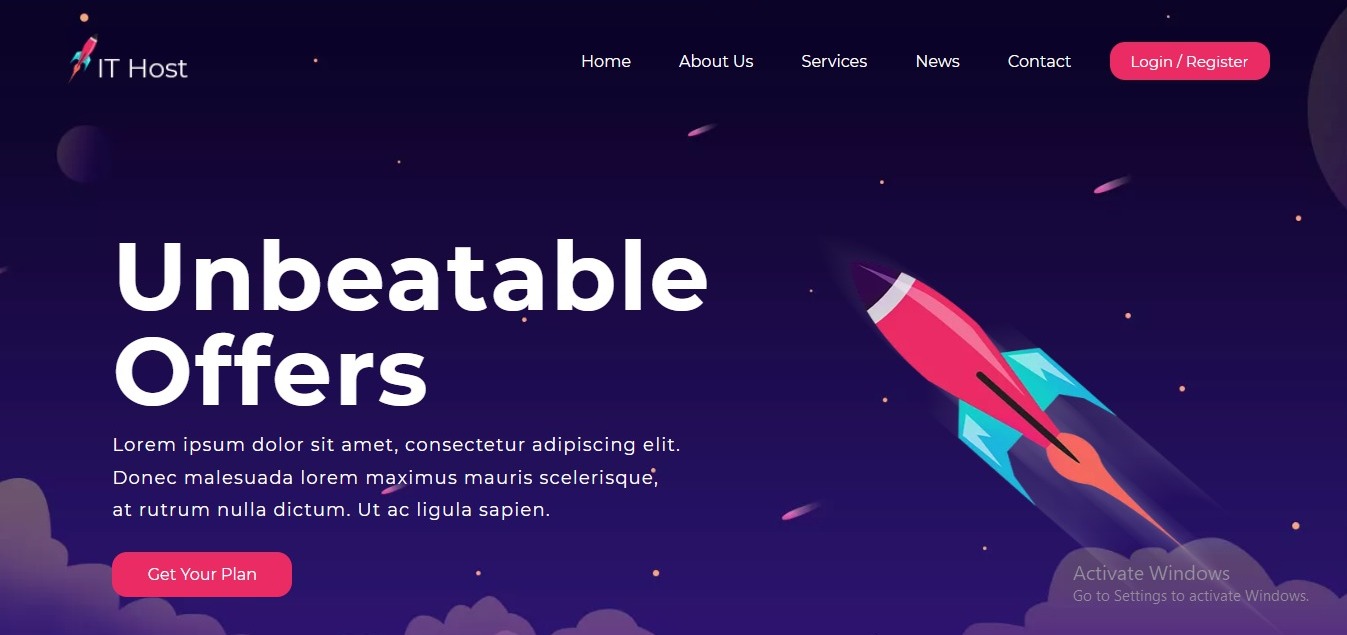 IT Host
Home About Us Services News Contact Login / Register
Unbeatable
Offers
Lorem ipsum dolor sit amet, consectetur adipiscing elit.
Donec malesuada lorem maximus mauris scelerisque,
at rutrum nulla dictum. Ut ac ligula sapien.
Get Your Plan
Activate Windows
Go to Settings to activate Windows.